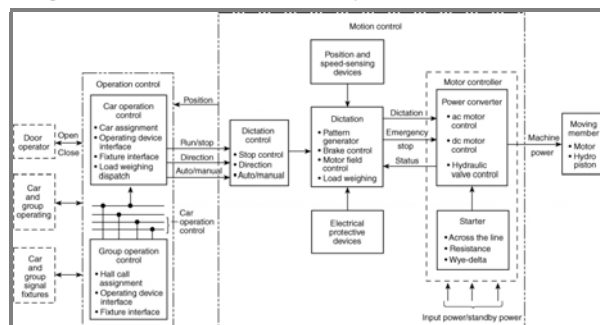 Motion control
Position and
speed-sensing
devices
Operation control
Motor controller
Car operation
control
• Car assignment
• Operating device
interface
• Fixture interface
• Load weighing
dispatch
Position
Door
operator
Open
Close
Run/stop
Direction
Auto/manual
Dictation
control
• Stop control
• Direction
• Auto/manual
Dictation
• Pattern
generator
• Brake control
• Motor field
control
• Load weighing
Dictation
Emergency
stop
Status
Power converter
• ac motor
control
• dc motor
control
• Hydraulic
valve control
Machine
power
Moving
member
• Motor
• Hydro
piston
Car
and
group
operating
Car
operation
control
Electrical
protective
devices
Starter
• Across the line
• Resistance
• Wye-delta
Car
and
group
signal
fixtures
Group operation
control
• Hall call
assignment
• Operating device
interface
• Fixture interface
Input power/standby power